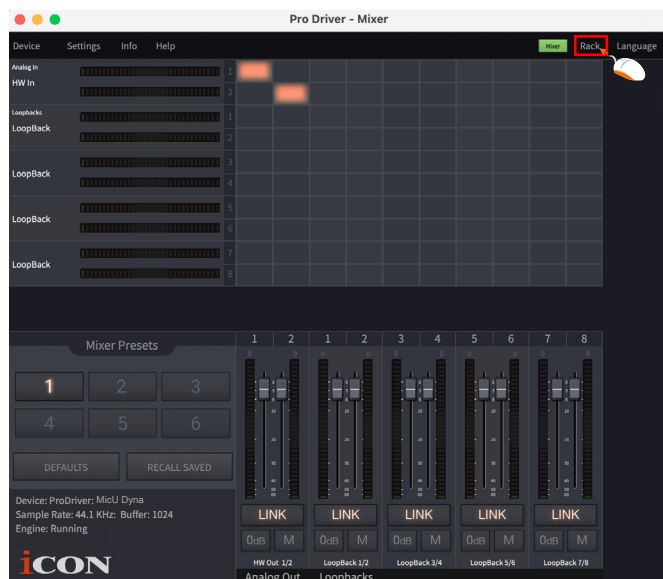 Pro Driver - Mixer
Device Settings Info Help Mixer Rack Language
Analog In
HW In
1
2
Loopbacks
LoopBack
1
2
LoopBack
3
4
LoopBack
5
6
LoopBack
7
8
Mixer Presets
1 2 3
4 5 6
DEFAULTS RECALL SAVED
Device: ProDriver: MicU Dyna
Sample Rate: 44.1 KHz: Buffer: 1024
Engine: Running
iCON
1 2 1 2 3 4 5 6 7 8
LINK LINK LINK LINK LINK
0dB M 0dB M 0dB M 0dB M 0dB M
HW Out 1/2 LoopBack 1/2 LoopBack 3/4 LoopBack 5/6 LoopBack 7/8
Analog Out Loopbacks